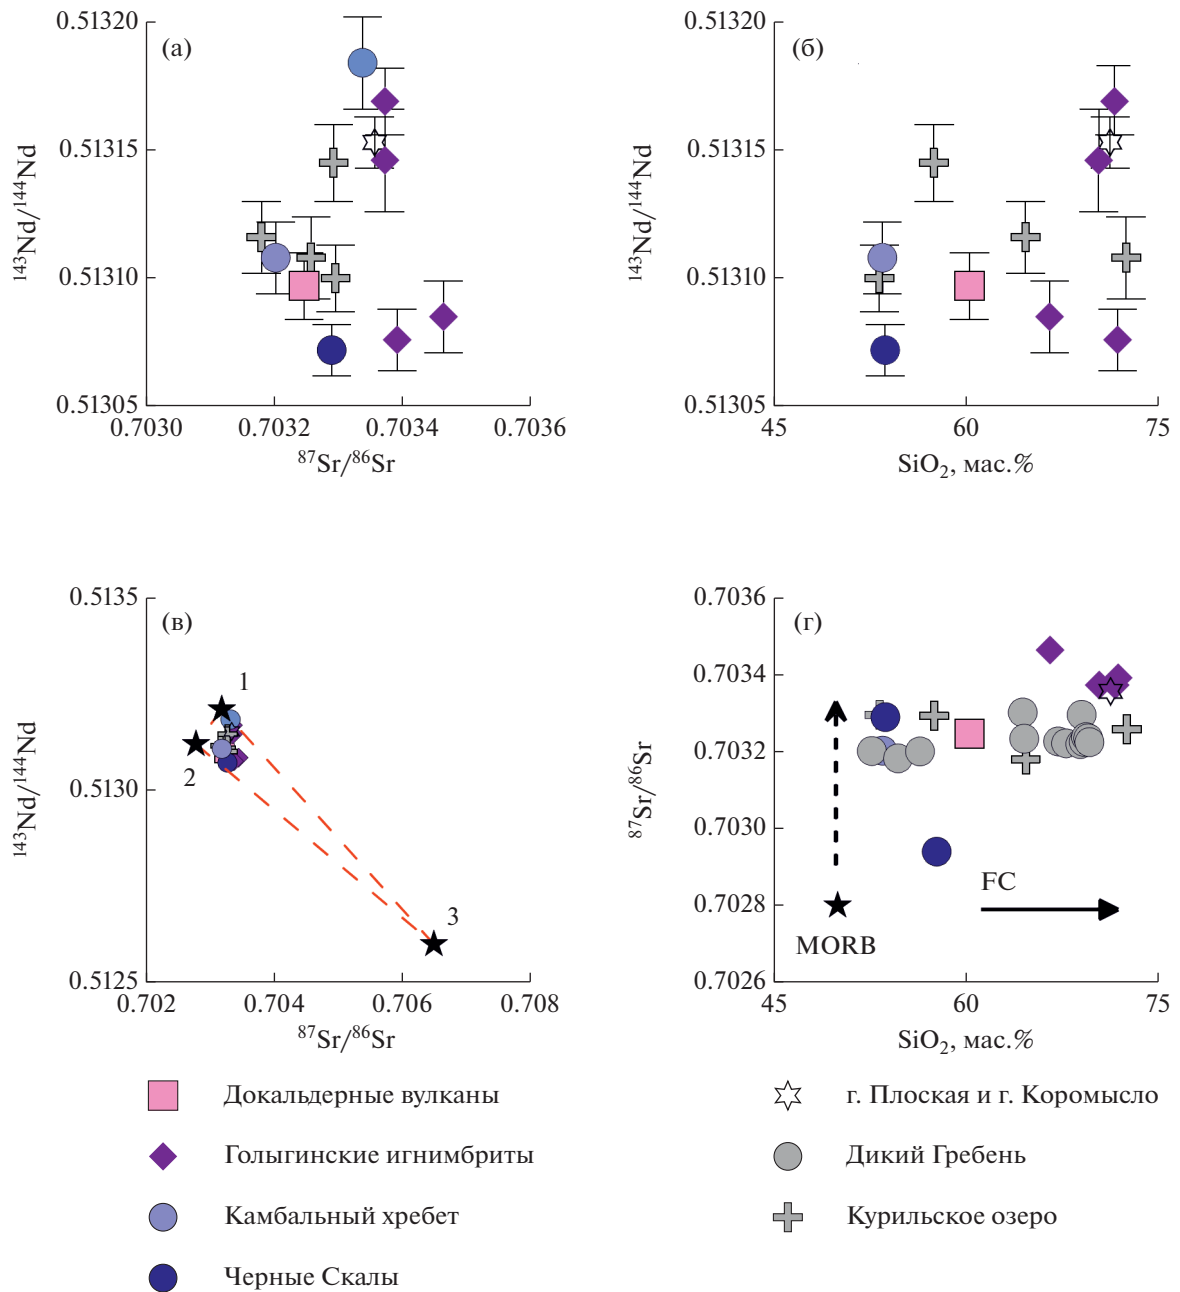 (а)
0.51320
0.51315
0.51310
0.51305
¹⁴³Nd/¹⁴⁴Nd
0.7030
0.7032
0.7034
0.7036
⁸⁷Sr/⁸⁶Sr
(б)
0.51320
0.51315
0.51310
0.51305
¹⁴³Nd/¹⁴⁴Nd
45
60
75
SiO₂, мас.%
(в)
0.5135
0.5130
0.5125
¹⁴³Nd/¹⁴⁴Nd
1
2
3
0.702
0.704
0.706
0.708
⁸⁷Sr/⁸⁶Sr
(г)
0.7036
0.7034
0.7032
0.7030
0.7028
0.7026
⁸⁷Sr/⁸⁶Sr
FC
MORB
45
60
75
SiO₂, мас.%
Докальдерные вулканы
Голыгинские игнимбриты
Камбальный хребет
Черные Скалы
г. Плоская и г. Коромысло
Дикий Гребень
Курильское озеро